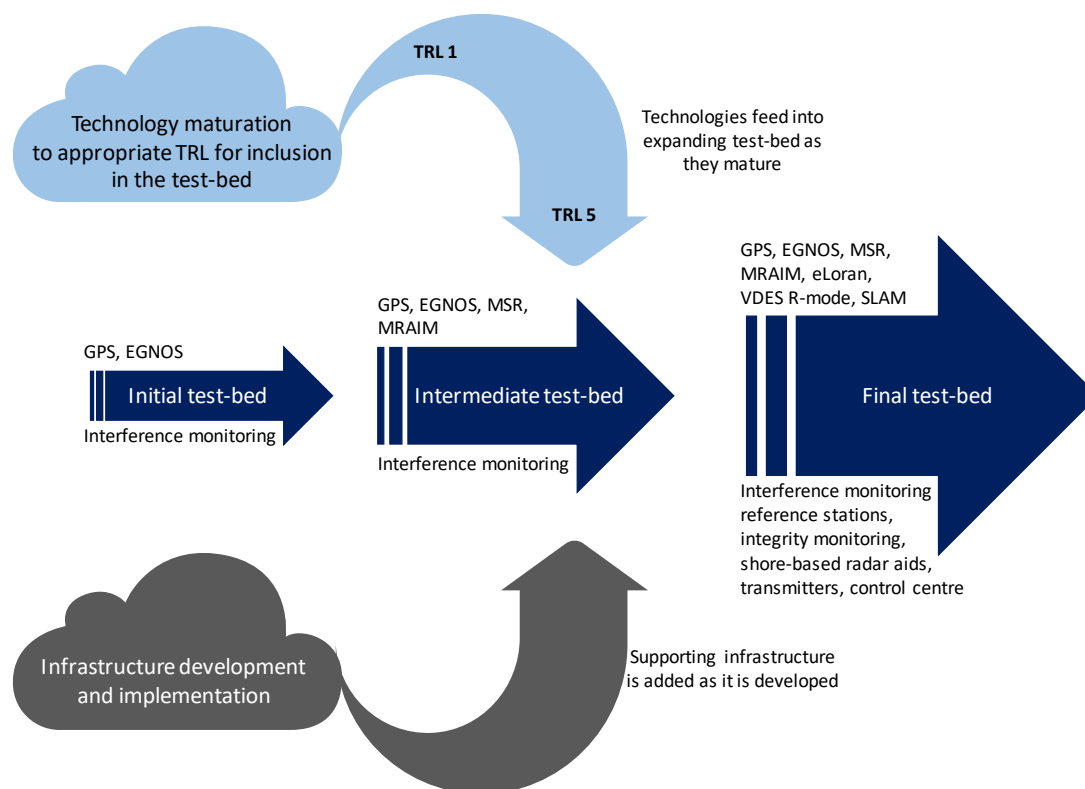 TRL 1
Technology maturation
to appropriate TRL for inclusion
in the test-bed
Technologies feed into
expanding test-bed as
they mature
TRL 5
GPS, EGNOS
Initial test-bed
Interference monitoring
GPS, EGNOS, MSR,
MRAIM
Intermediate test-bed
Interference monitoring
GPS, EGNOS, MSR,
MRAIM, eLoran,
VDES R-mode, SLAM
Final test-bed
Interference monitoring
reference stations,
integrity monitoring,
shore-based radar aids,
transmitters, control centre
Infrastructure development
and implementation
Supporting infrastructure
is added as it is developed